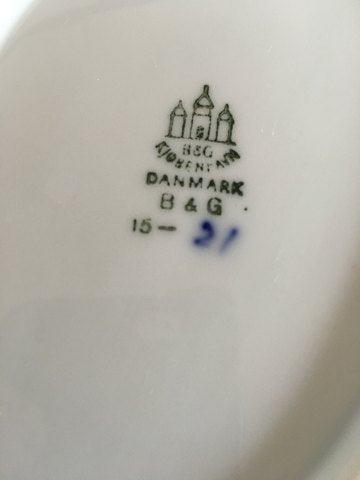 B&G
KJØBENHAVN
DANMARK
B & G
15 - 21